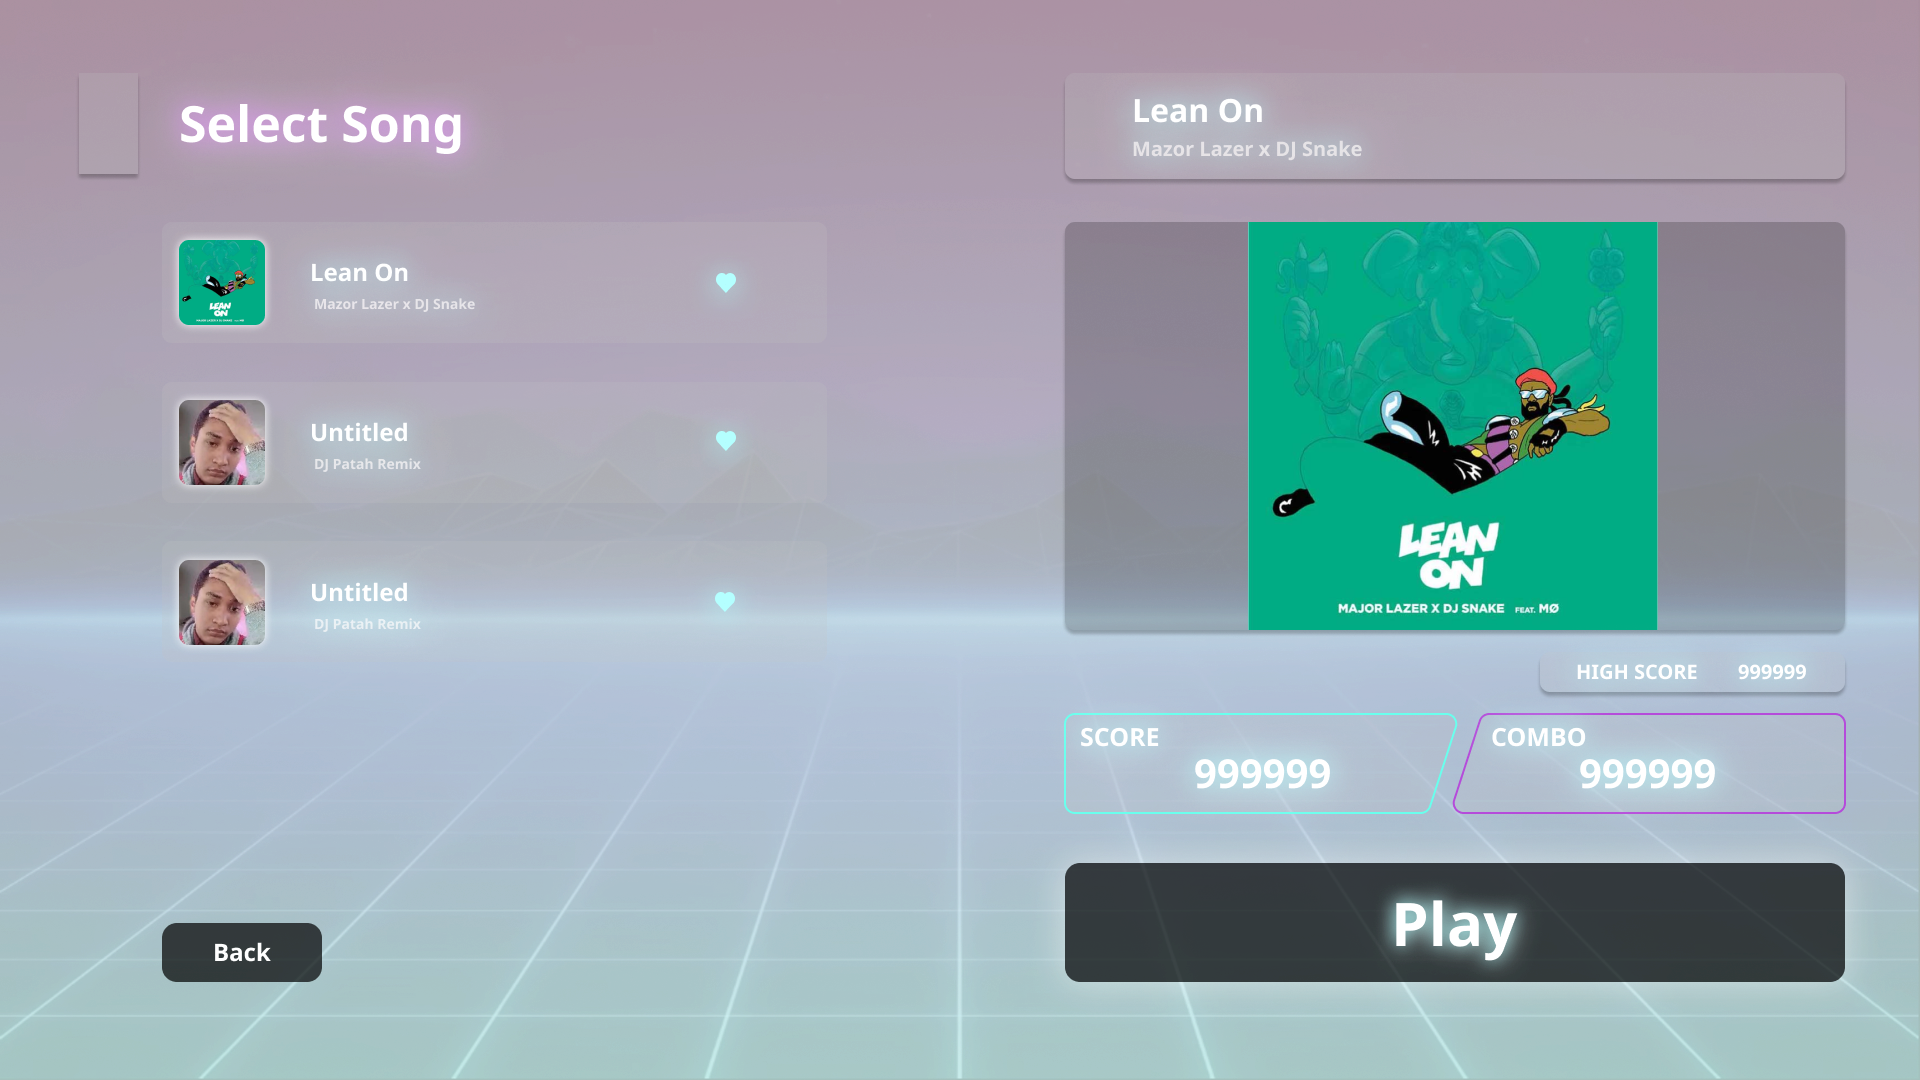 Select Song
Lean On
Mazor Lazer x DJ Snake
Untitled
DJ Patah Remix
Untitled
DJ Patah Remix
Back
Lean On
Mazor Lazer x DJ Snake
LEAN
ON
MAJOR LAZER X DJ SNAKE FEAT. MØ
HIGH SCORE 999999
SCORE
999999
COMBO
999999
Play